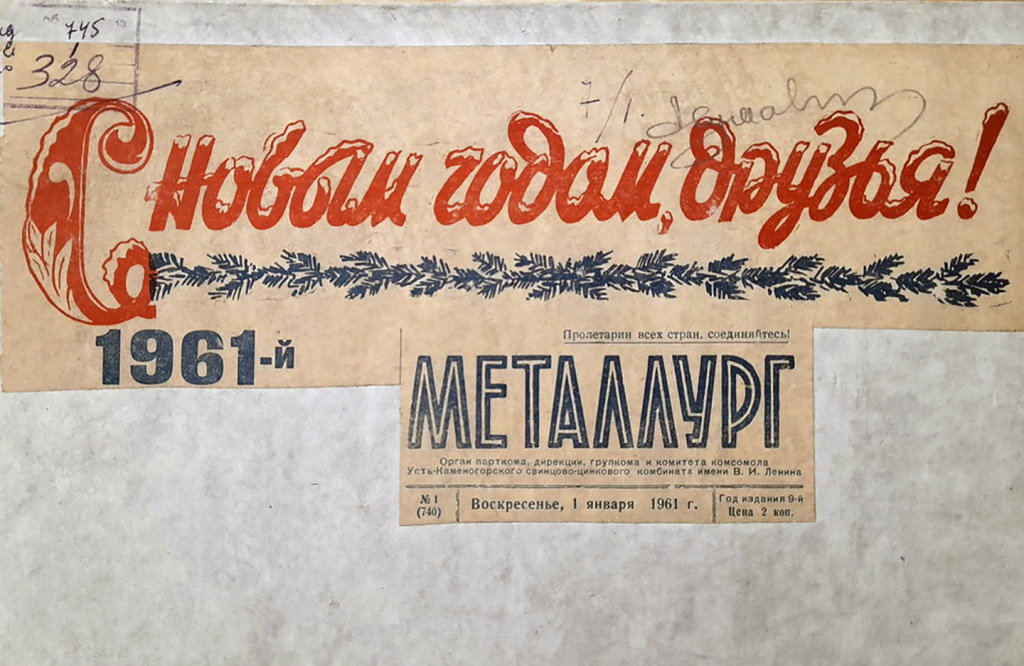 745
328
7/1.
С Новым годом, друзья!
1961-й
Пролетарии всех стран, соединяйтесь!
МЕТАЛЛУРГ
Орган парткома, дирекции, групкома и комитета комсомола
Усть-Каменогорского свинцово-цинкового комбината имени В. И. Ленина
№ 1
(740)
Воскресенье, 1 января 1961 г.
Год издания 9-й
Цена 2 коп.